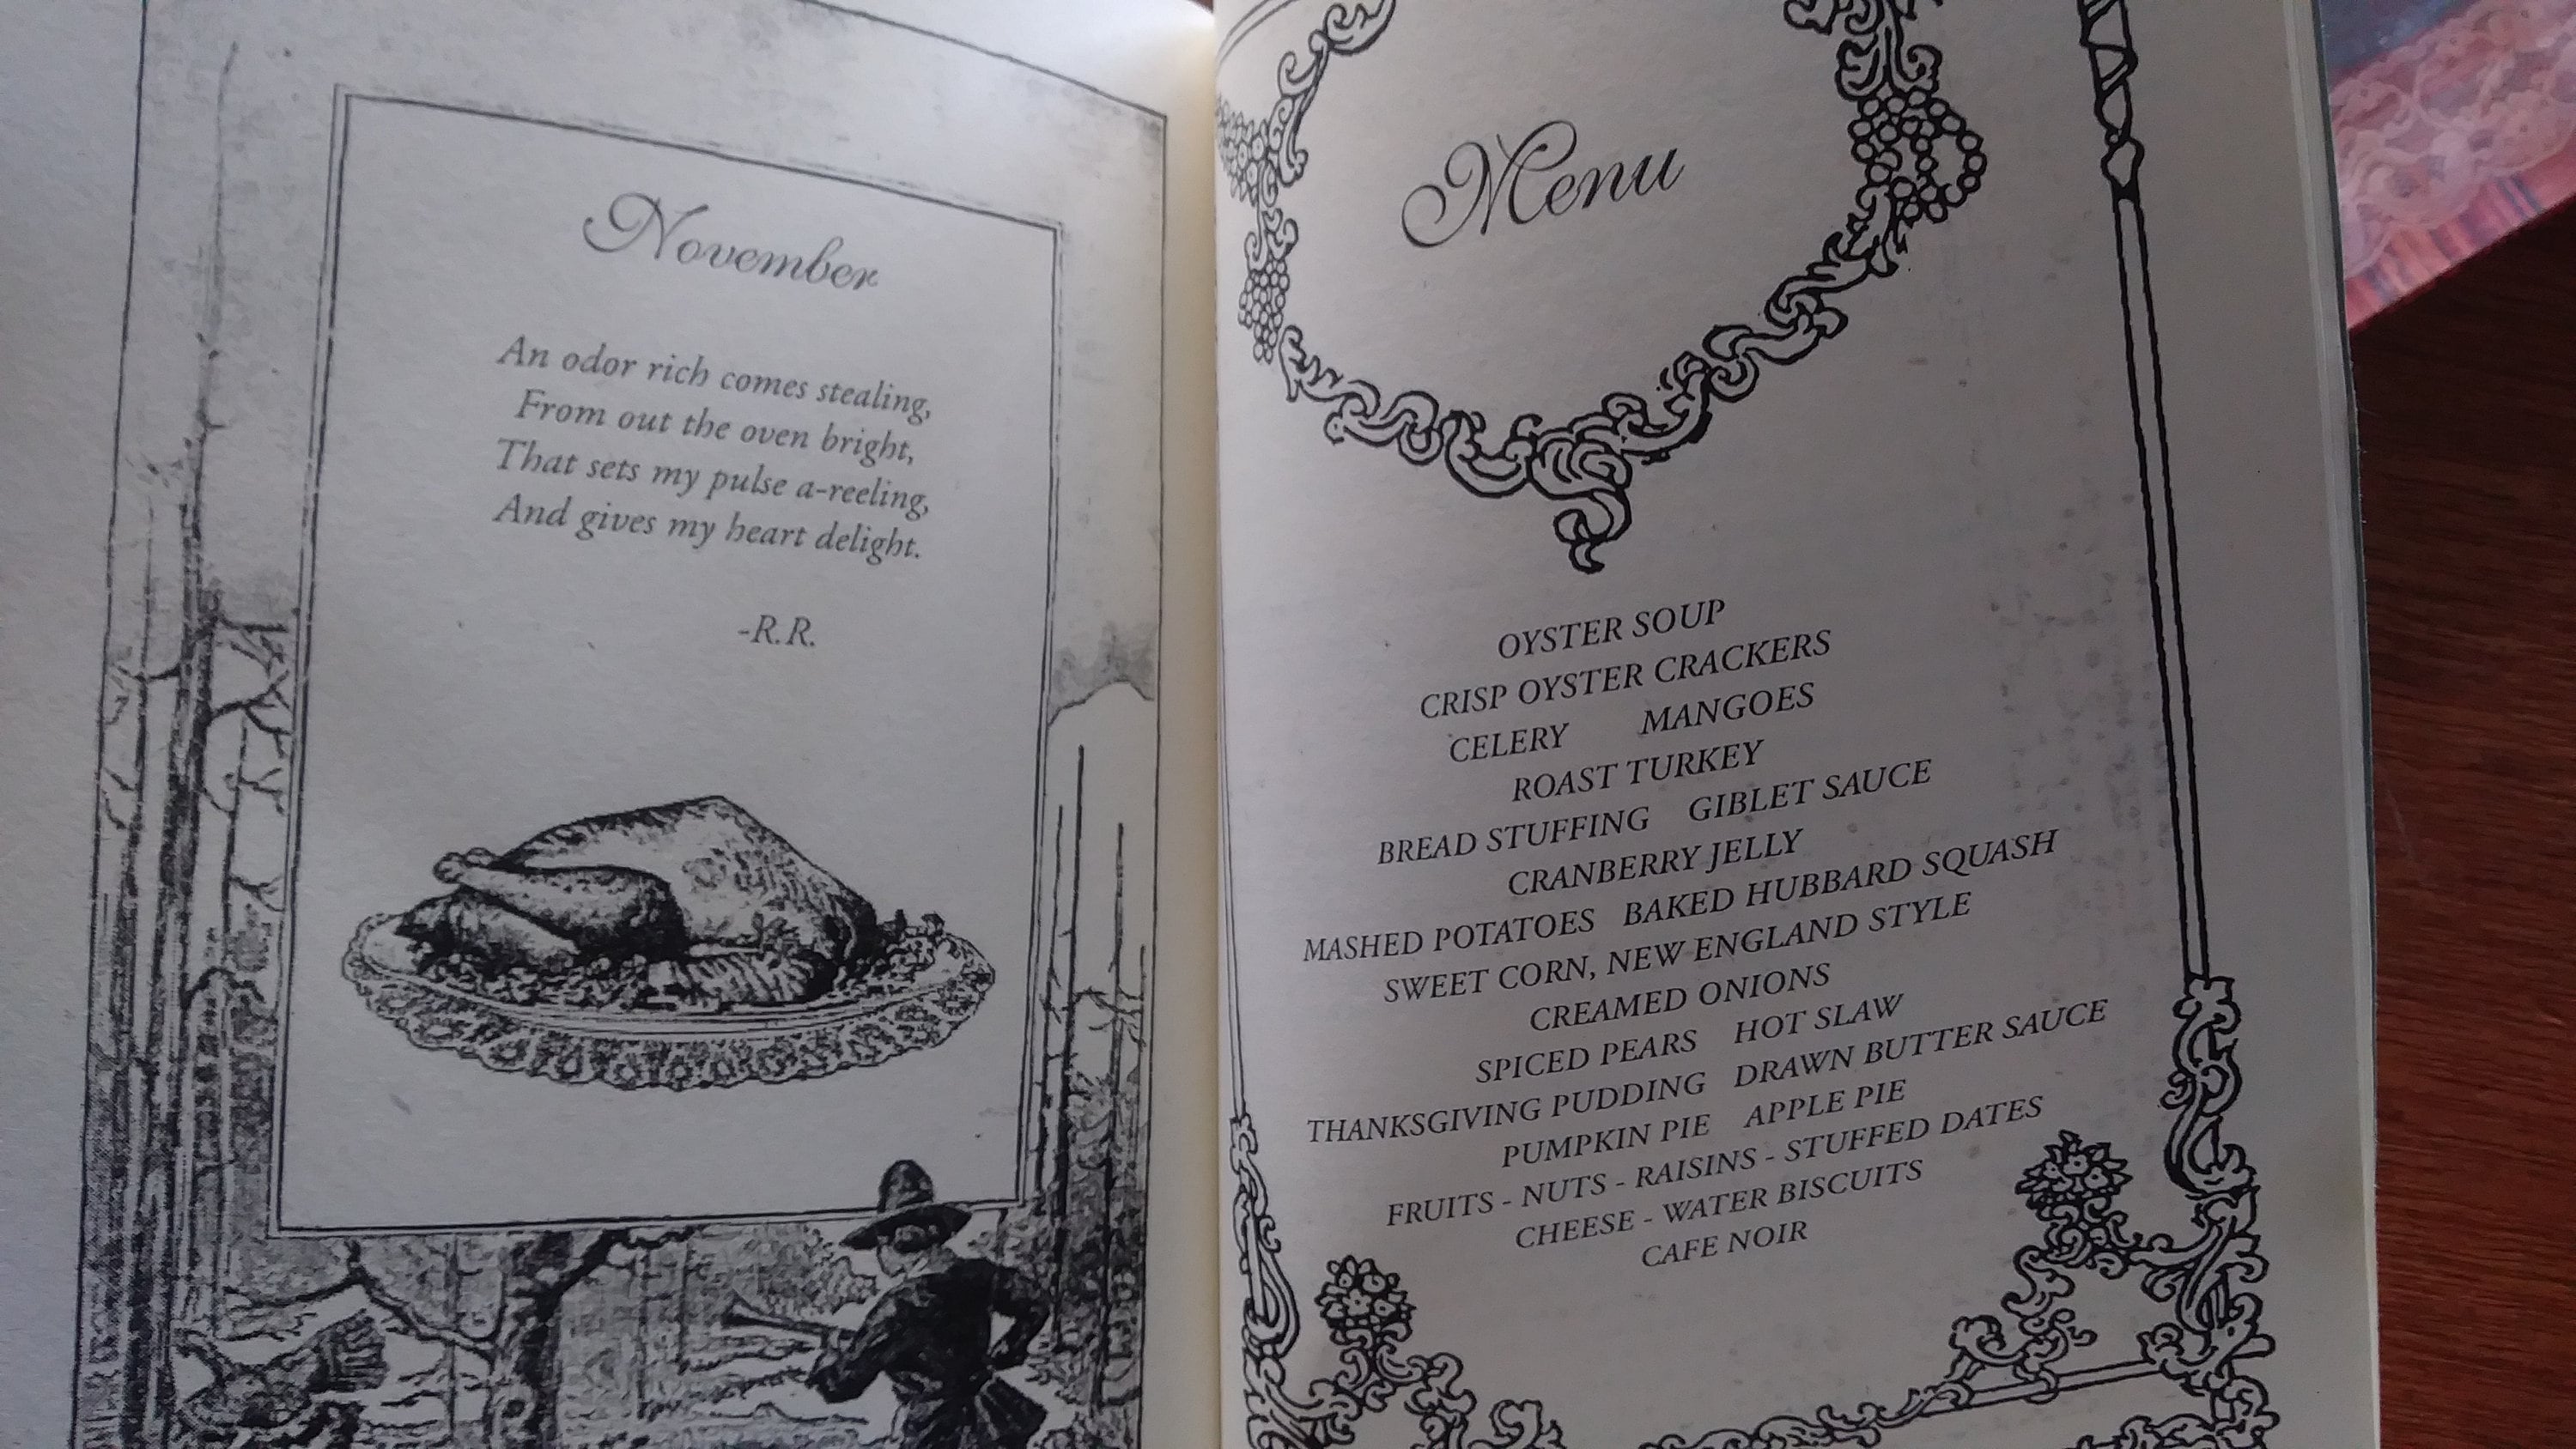 November
An odor rich comes stealing,
From out the oven bright,
That sets my pulse a-reeling,
And gives my heart delight.
-R.R.
Menu
OYSTER SOUP
CRISP OYSTER CRACKERS
CELERY MANGOES
ROAST TURKEY
BREAD STUFFING GIBLET SAUCE
CRANBERRY JELLY
MASHED POTATOES BAKED HUBBARD SQUASH
SWEET CORN, NEW ENGLAND STYLE
CREAMED ONIONS
SPICED PEARS HOT SLAW
THANKSGIVING PUDDING DRAWN BUTTER SAUCE
PUMPKIN PIE APPLE PIE
FRUITS - NUTS - RAISINS - STUFFED DATES
CHEESE - WATER BISCUITS
CAFE NOIR